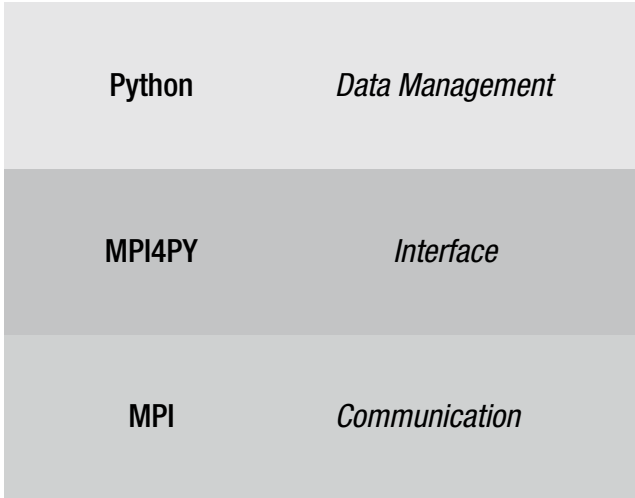 Python Data Management
MPI4PY Interface
MPI Communication